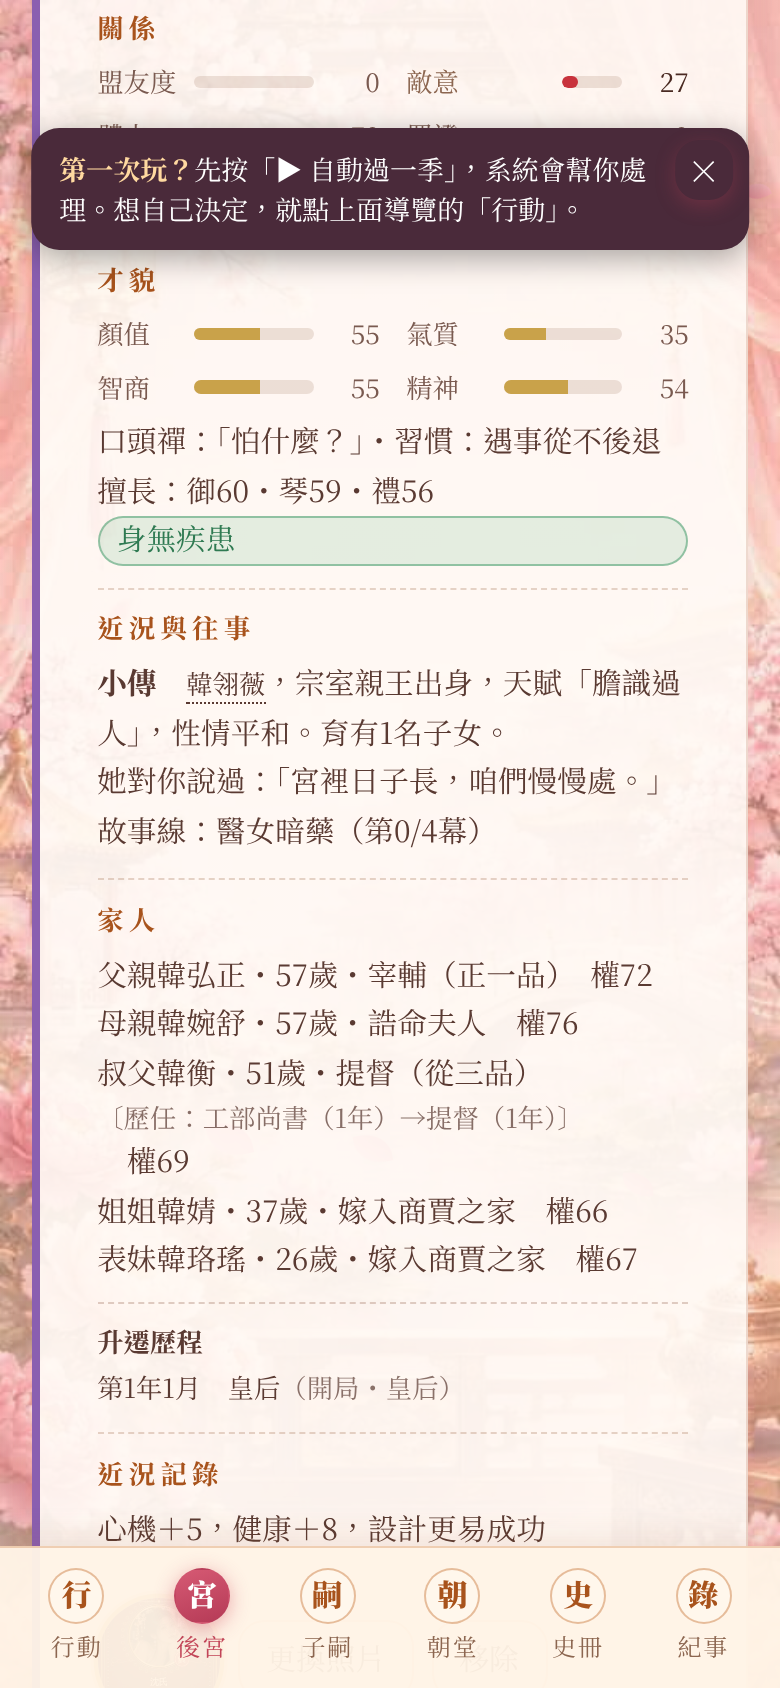 關係
盟友度 0 敵意 27
第一次玩？先按「▶ 自動過一季」，系統會幫你處
理。想自己決定，就點上面導覽的「行動」。
才貌
顏值 55 氣質 35
智商 55 精神 54
口頭禪：「怕什麼？」・習慣：遇事從不後退
擅長：御60・琴59・禮56
身無疾患
近況與往事
小傳 韓翎薇，宗室親王出身，天賦「膽識過
人」，性情平和。育有1名子女。
她對你說過：「宮裡日子長，咱們慢慢處。」
故事線：醫女暗藥（第0/4幕）
家人
父親韓弘正・57歲・宰輔（正一品） 權72
母親韓婉舒・57歲・誥命夫人 權76
叔父韓衡・51歲・提督（從三品）
〔歷任：工部尚書（1年）→提督（1年）〕
權69
姐姐韓婧・37歲・嫁入商賈之家 權66
表妹韓珞瑤・26歲・嫁入商賈之家 權67
升遷歷程
第1年1月 皇后（開局・皇后）
近況記錄
心機＋5，健康＋8，設計更易成功
更換照片 移除
行 宮 嗣 朝 史 錄
行動 後宮 子嗣 朝堂 史冊 紀事